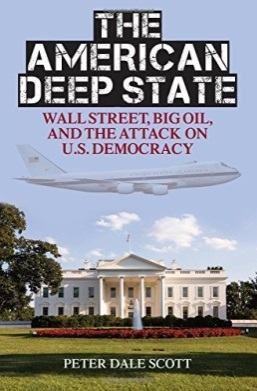 THE
AMERICAN
DEEP STATE
WALL STREET, BIG OIL,
AND THE ATTACK ON
U.S. DEMOCRACY
PETER DALE SCOTT